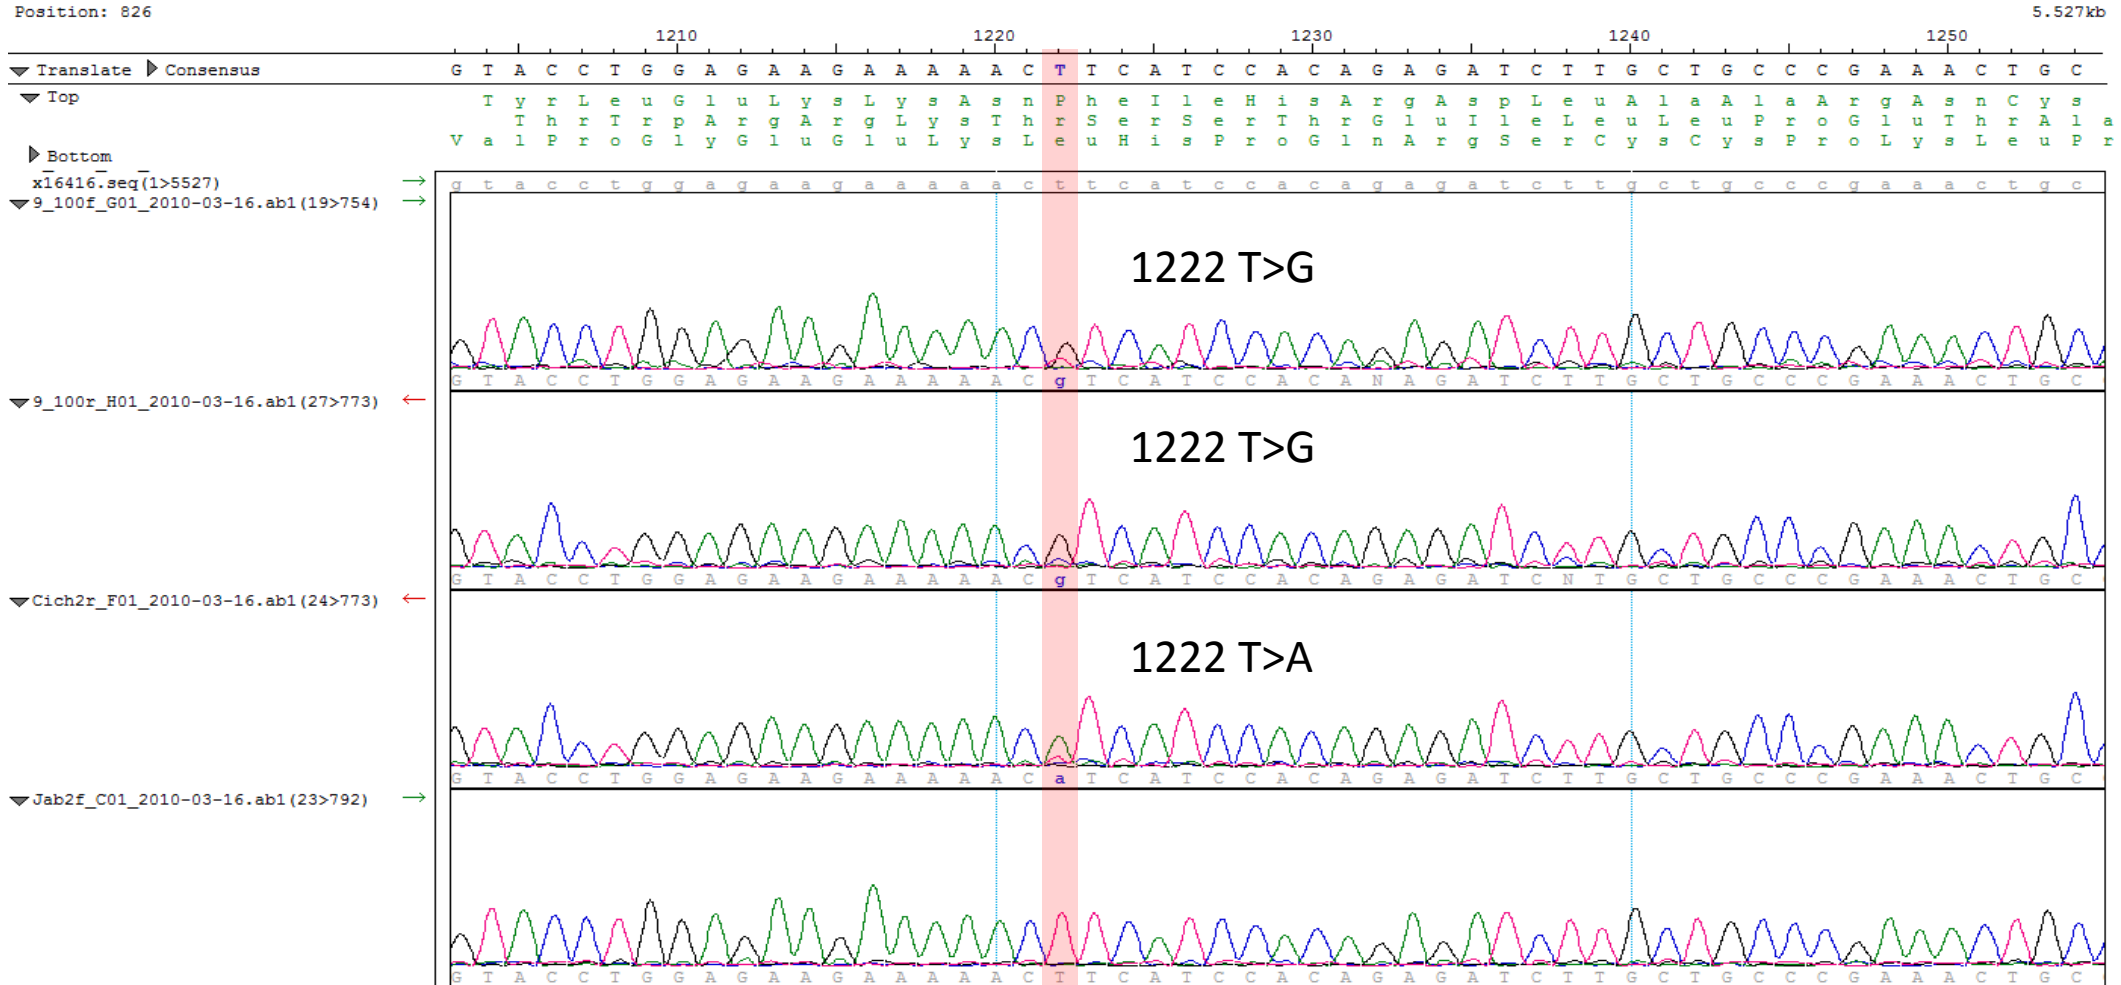 Position: 826 5.527kb
1210 1220 1230 1240 1250
Translate Consensus G T A C C T G G A G A A G A A A A A C T T C A T C C A C A G A G A T C T T G C T G C C C G A A A C T G C
Top T y r L e u G l u L y s L y s A s n P h e I l e H i s A r g A s p L e u A l a A l a A r g A s n C y s
T h r T r p A r g A r g L y s T h r S e r S e r T h r G l u I l e L e u L e u P r o G l u T h r A l a
V a l P r o G l y G l u G l u L y s L e u H i s P r o G l n A r g S e r C y s C y s P r o L y s L e u P r
Bottom
x16416.seq(1>5527) g t a c c t g g a g a a g a a a a a c t t c a t c c a c a g a g a t c t t g c t g c c c g a a a c t g c
9_100f_G01_2010-03-16.ab1(19>754)
1222 T>G
G T A C C T G G A G A A G A A A A A C g T C A T C C A C A N A G A T C T T G C T G C C C G A A A C T G C
9_100r_H01_2010-03-16.ab1(27>773)
1222 T>G
G T A C C T G G A G A A G A A A A A C g T C A T C C A C A G A G A T C N T G C T G C C C G A A A C T G C
Cich2r_F01_2010-03-16.ab1(24>773)
1222 T>A
G T A C C T G G A G A A G A A A A A C a T C A T C C A C A G A G A T C T T G C T G C C C G A A A C T G C
Jab2f_C01_2010-03-16.ab1(23>792)
G T A C C T G G A G A A G A A A A A C T T C A T C C A C A G A G A T C T T G C T G C C C G A A A C T G C